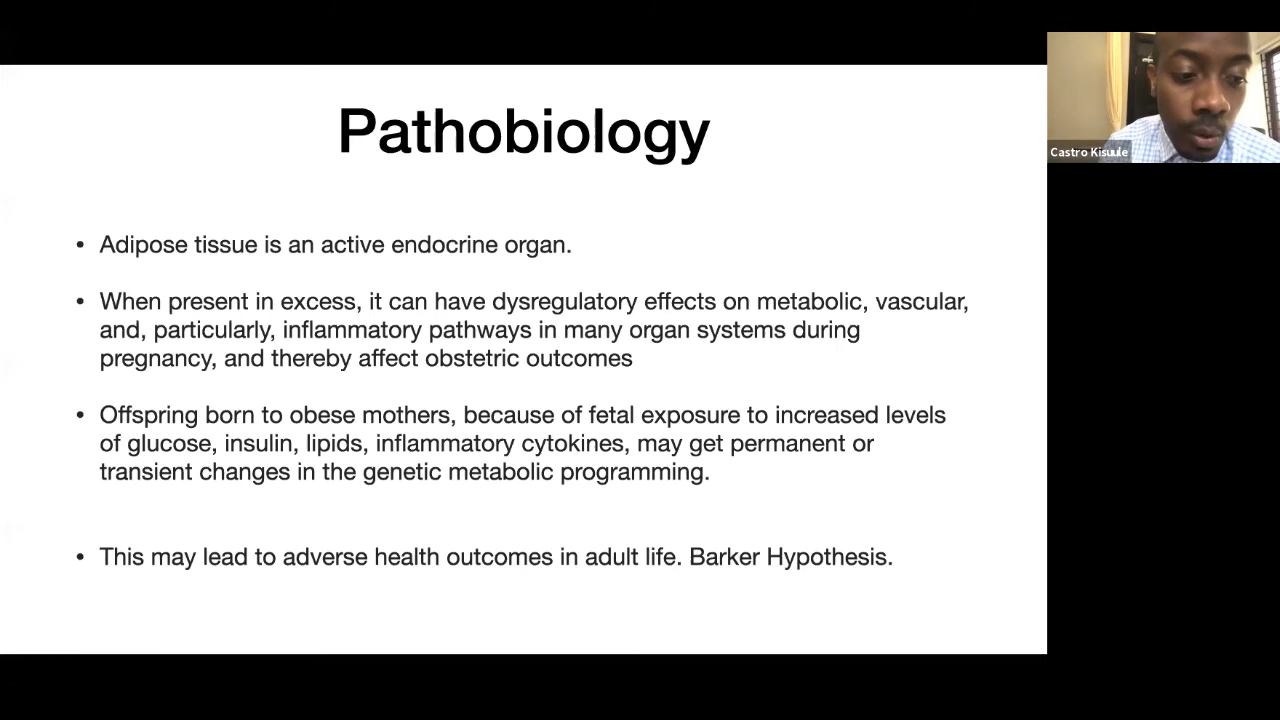 Pathobiology
Castro Kisuule
• Adipose tissue is an active endocrine organ.
• When present in excess, it can have dysregulatory effects on metabolic, vascular,
and, particularly, inflammatory pathways in many organ systems during
pregnancy, and thereby affect obstetric outcomes
• Offspring born to obese mothers, because of fetal exposure to increased levels
of glucose, insulin, lipids, inflammatory cytokines, may get permanent or
transient changes in the genetic metabolic programming.
• This may lead to adverse health outcomes in adult life. Barker Hypothesis.